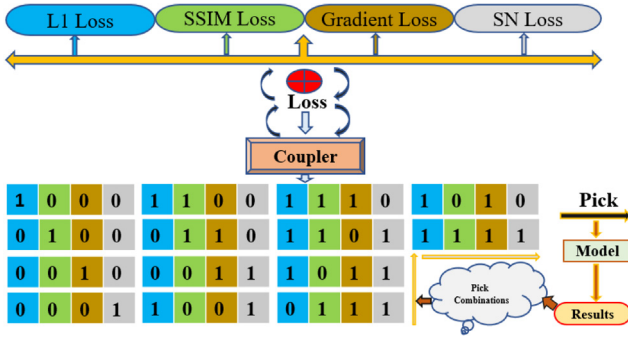 L1 Loss SSIM Loss Gradient Loss SN Loss
Loss
Coupler
1 0 0 0 1 1 0 0 1 1 1 0 1 0 1 0
0 1 0 0 0 1 1 0 1 1 0 1 1 1 1 1
0 0 1 0 0 0 1 1 1 0 1 1
0 0 0 1 1 0 0 1 0 1 1 1
Pick
Model
Results
Pick
Combinations